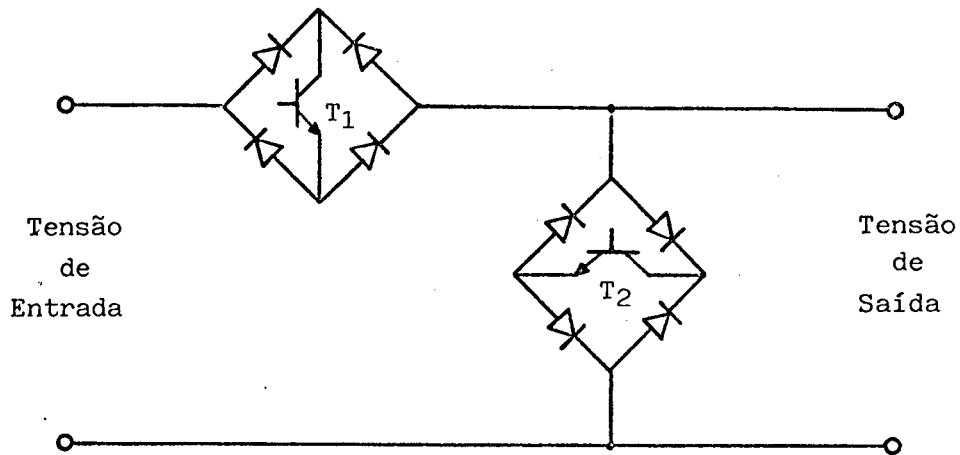 T1
Tensão
de
Entrada
T2
Tensão
de
Saída